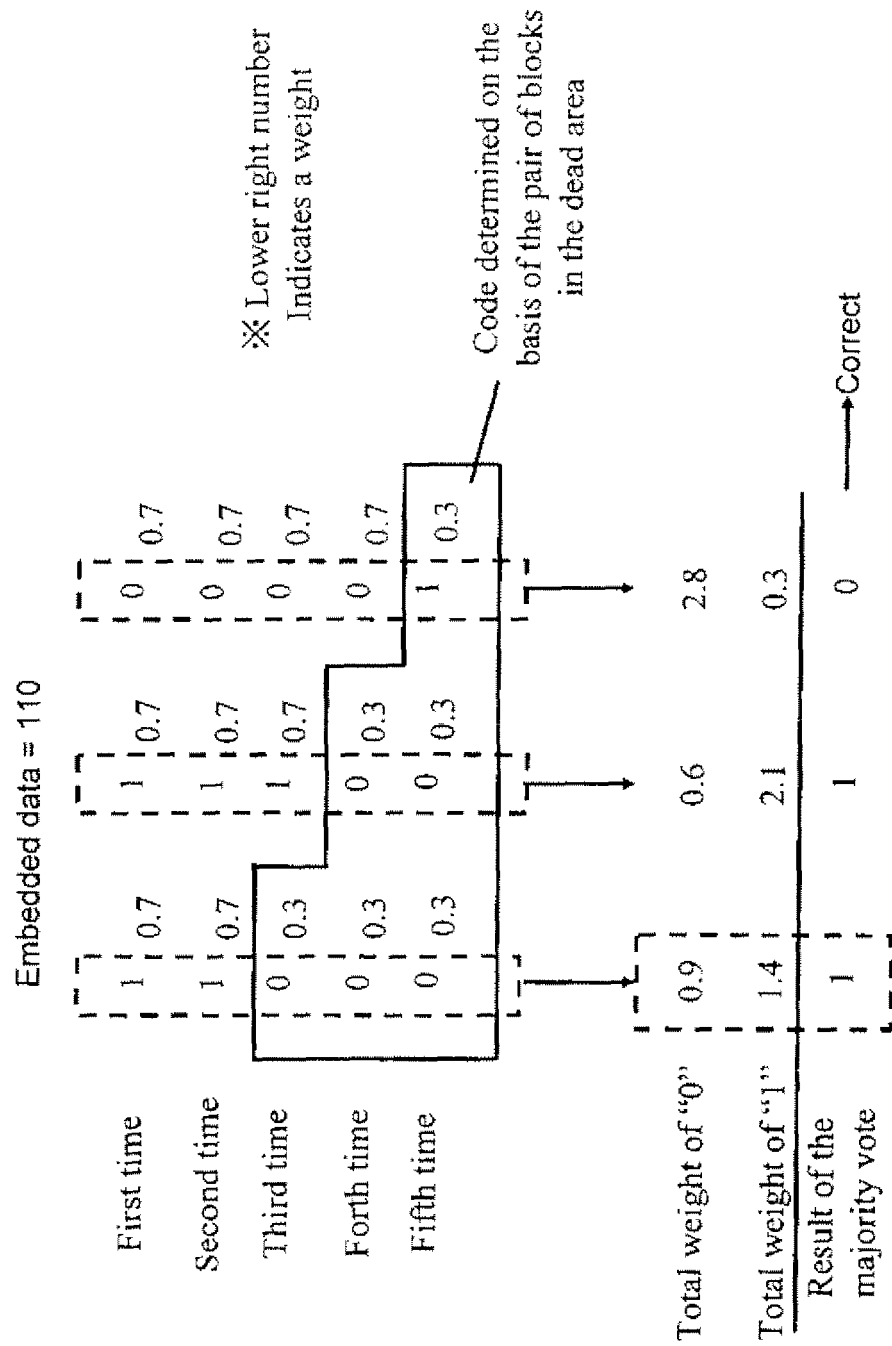 Embedded data = 110
First time 1 0.7 1 0.7 0 0.7
Second time 1 0.7 1 0.7 0 0.7
Third time 0 0.3 1 0.7 0 0.7
Forth time 0 0.3 0 0.3 0 0.7
Fifth time 0 0.3 0 0.3 1 0.3
※ Lower right number
Indicates a weight
Code determined on the
basis of the pair of blocks
in the dead area
Total weight of “0” 0.9 0.6 2.8
Total weight of “1” 1.4 2.1 0.3
Result of the
majority vote
1 1 0
Correct